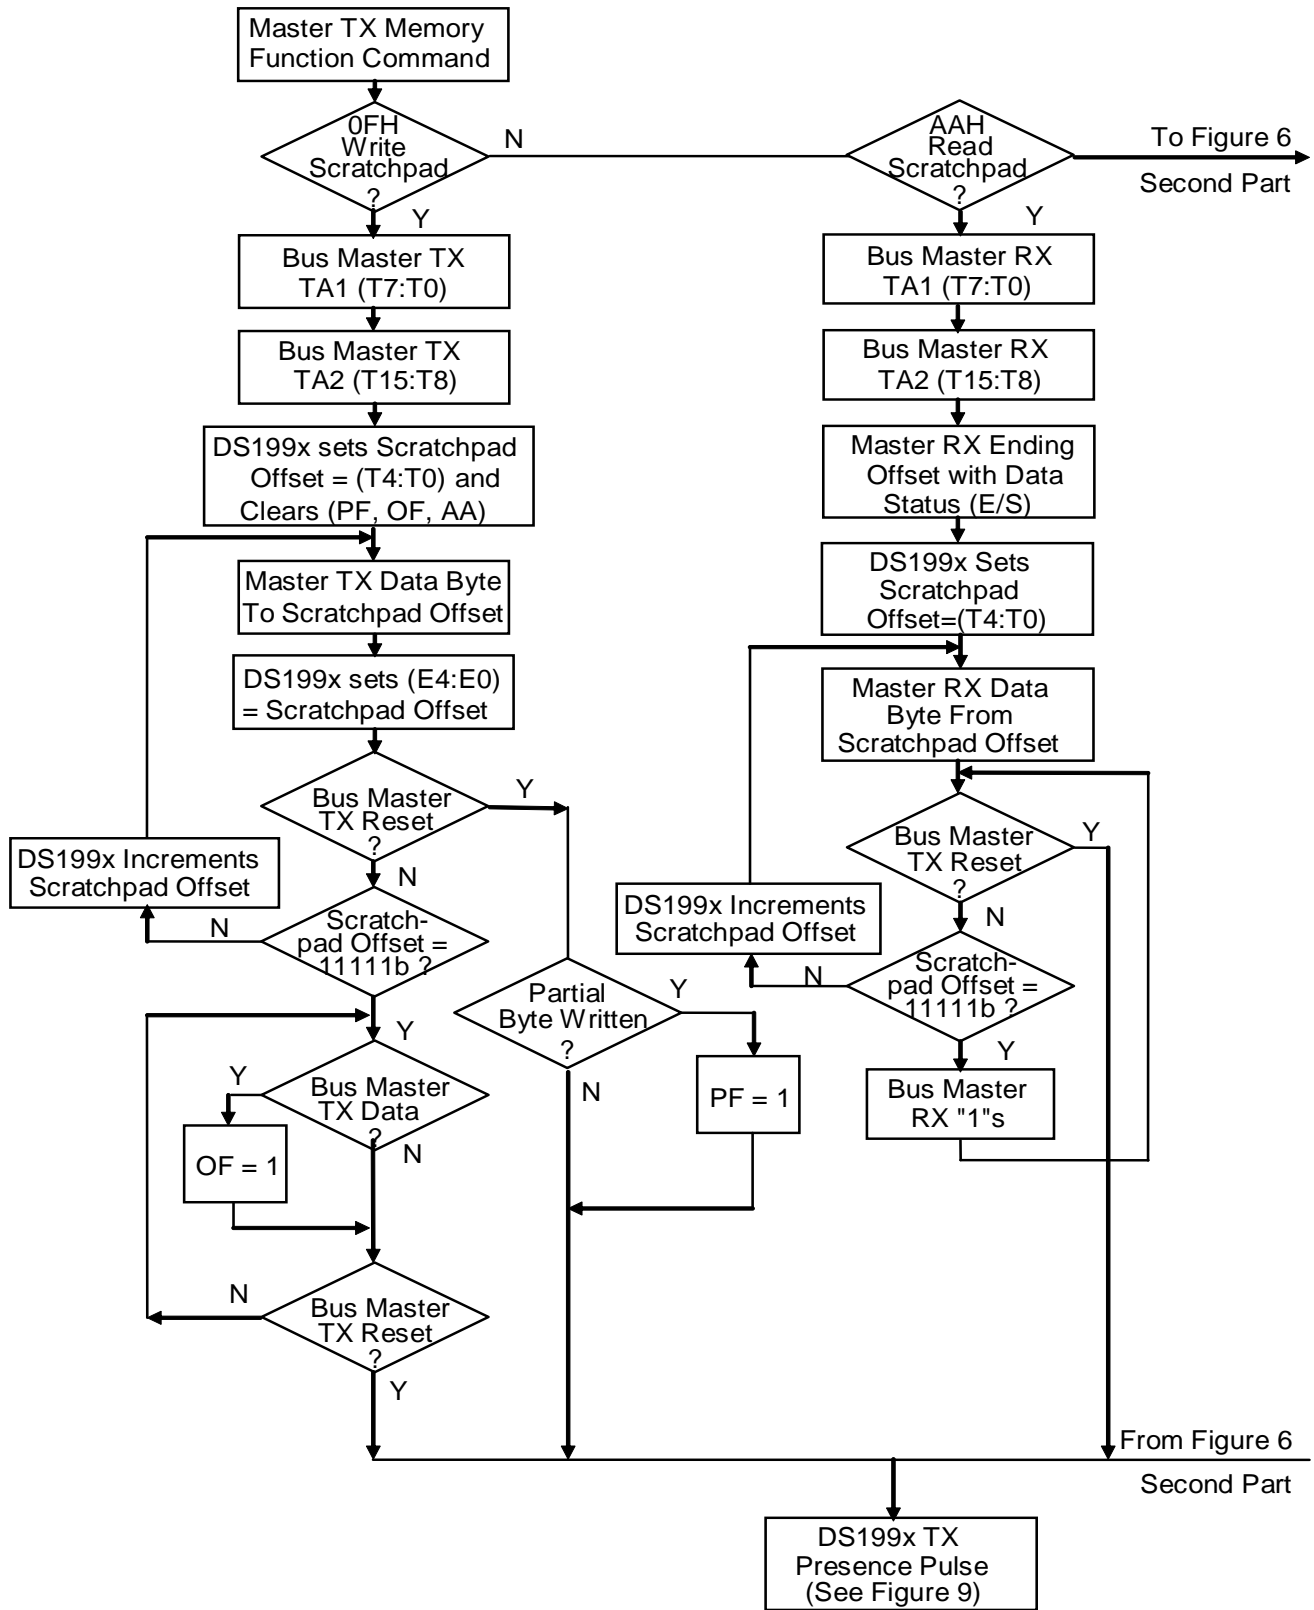 Master TX Memory
Function Command
0FH
Write
Scratchpad
?
N
Y
AAH
Read
Scratchpad
?
Y
To Figure 6
Second Part
Bus Master TX
TA1 (T7:T0)
Bus Master TX
TA2 (T15:T8)
DS199x sets Scratchpad
Offset = (T4:T0) and
Clears (PF, OF, AA)
Master TX Data Byte
To Scratchpad Offset
DS199x sets (E4:E0)
= Scratchpad Offset
Bus Master
TX Reset
?
Y
N
DS199x Increments
Scratchpad Offset
N
Scratch-
pad Offset =
11111b ?
Y
Bus Master
TX Data
?
Y
N
OF = 1
Bus Master
TX Reset
?
N
Y
Partial
Byte Written
?
Y
N
PF = 1
Bus Master RX
TA1 (T7:T0)
Bus Master RX
TA2 (T15:T8)
Master RX Ending
Offset with Data
Status (E/S)
DS199x Sets
Scratchpad
Offset=(T4:T0)
Master RX Data
Byte From
Scratchpad Offset
Bus Master
TX Reset
?
Y
N
DS199x Increments
Scratchpad Offset
N
Scratch-
pad Offset =
11111b ?
Y
Bus Master
RX "1"s
From Figure 6
Second Part
DS199x TX
Presence Pulse
(See Figure 9)